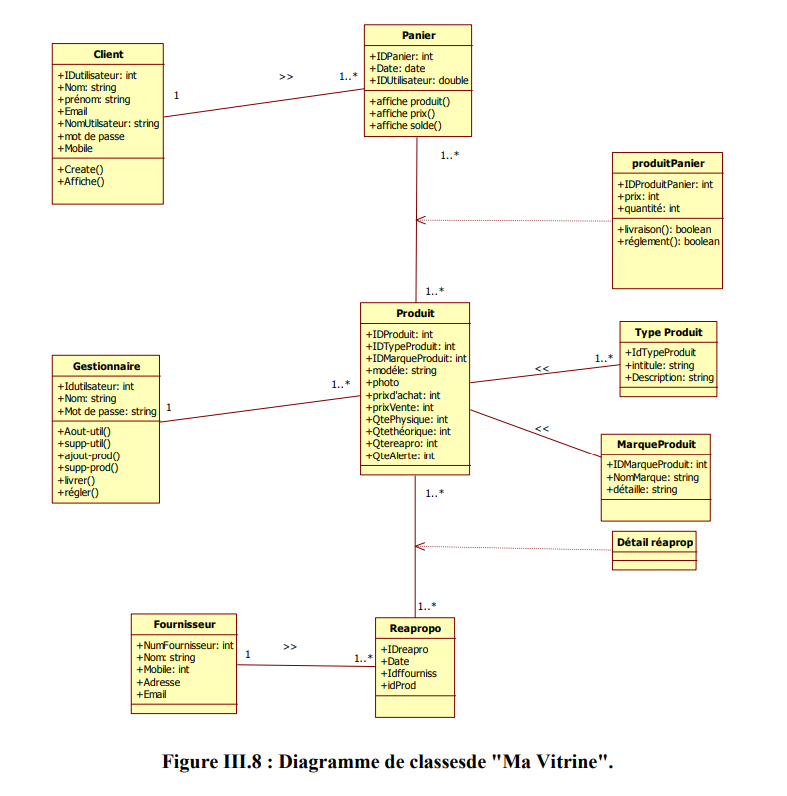 Client
+IDutilisateur: int
+Nom: string
+prénom: string
+Email
+NomUtilsateur: string
+mot de passe
+Mobile
+Create()
+Affiche()
1
>>
1..*
Panier
+IDPanier: int
+Date: date
+IDUtilisateur: double
+affiche produit()
+affiche prix()
+affiche solde()
1..*
produitPanier
+IDProduitPanier: int
+prix: int
+quantité: int
+livraison(): boolean
+réglement(): boolean
1..*
Produit
+IDProduit: int
+IDTypeProduit: int
+IDMarqueProduit: int
+modéle: string
+photo
+prixd'achat: int
+prixVente: int
+QtePhysique: int
+Qtethéorique: int
+Qtereapro: int
+QteAlerte: int
Type Produit
+IdTypeProduit
+intitule: string
+Description: string
<<
1..*
Gestionnaire
+Idutilisateur: int
+Nom: string
+Mot de passe: string
+Aout-util()
+supp-util()
+ajout-prod()
+supp-prod()
+livrer()
+régler()
1
1..*
<<
MarqueProduit
+IDMarqueProduit: int
+NomMarque: string
+détaille: string
1..*
Détail réaprop
1..*
Fournisseur
+NumFournisseur: int
+Nom: string
+Mobile: int
+Adresse
+Email
1
>>
1..*
Reapropo
+IDreapro
+Date
+Idffourniss
+idProd
Figure III.8 : Diagramme de classesde "Ma Vitrine".